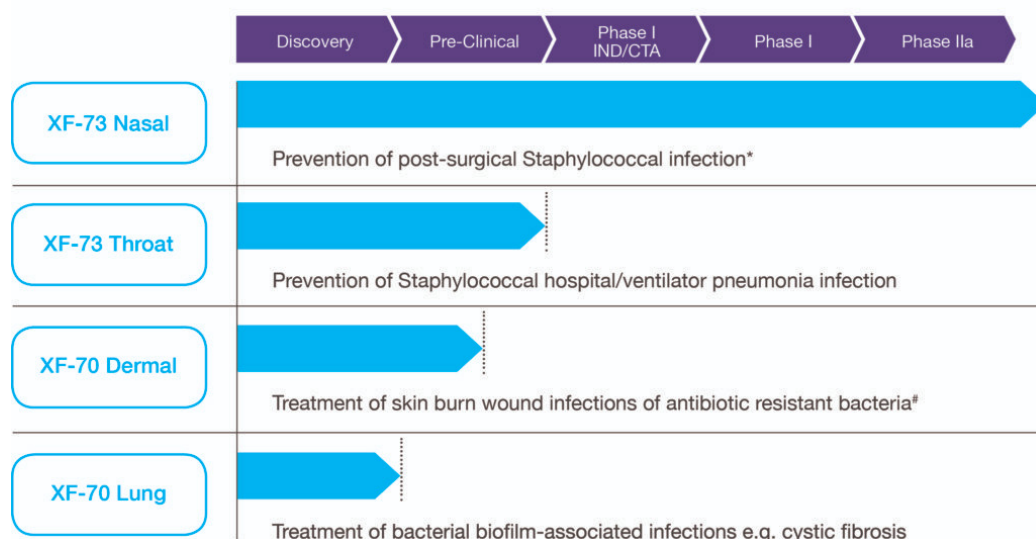 Discovery
Pre-Clinical
Phase I
IND/CTA
Phase I
Phase IIa
XF-73 Nasal
Prevention of post-surgical Staphylococcal infection*
XF-73 Throat
Prevention of Staphylococcal hospital/ventilator pneumonia infection
XF-70 Dermal
Treatment of skin burn wound infections of antibiotic resistant bacteria#
XF-70 Lung
Treatment of bacterial biofilm-associated infections e.g. cystic fibrosis